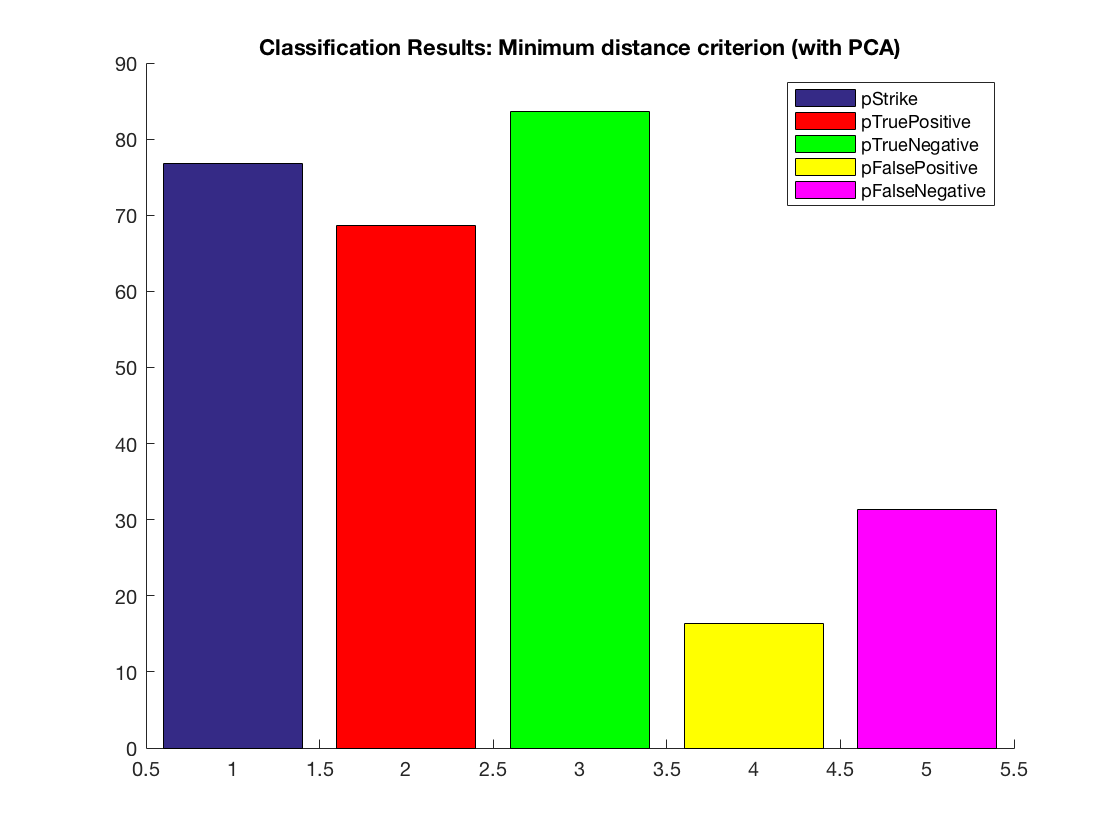 Classification Results: Minimum distance criterion (with PCA)
90
80
70
60
50
40
30
20
10
0
pStrike
pTruePositive
pTrueNegative
pFalsePositive
pFalseNegative
0.5 1 1.5 2 2.5 3 3.5 4 4.5 5 5.5